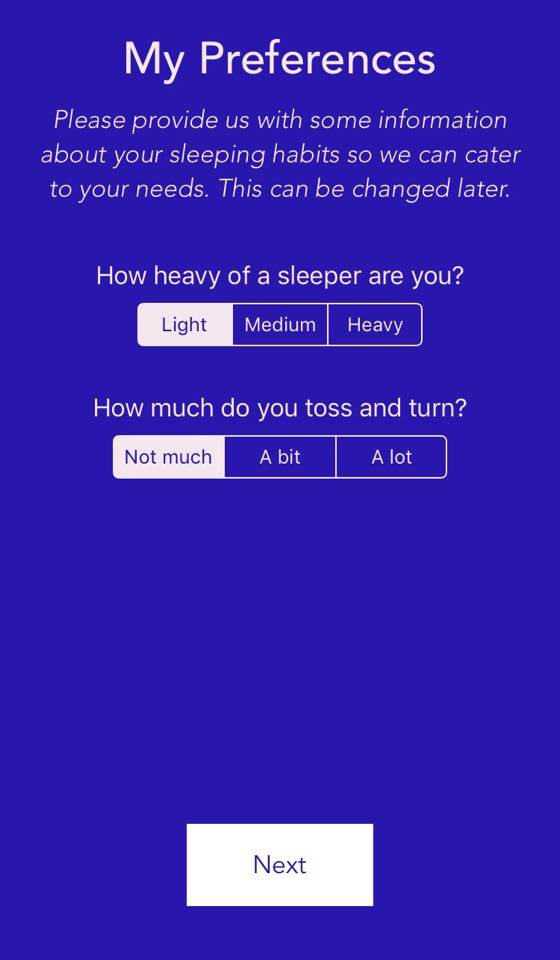 My Preferences
Please provide us with some information
about your sleeping habits so we can cater
to your needs. This can be changed later.
How heavy of a sleeper are you?
Light Medium Heavy
How much do you toss and turn?
Not much A bit A lot
Next